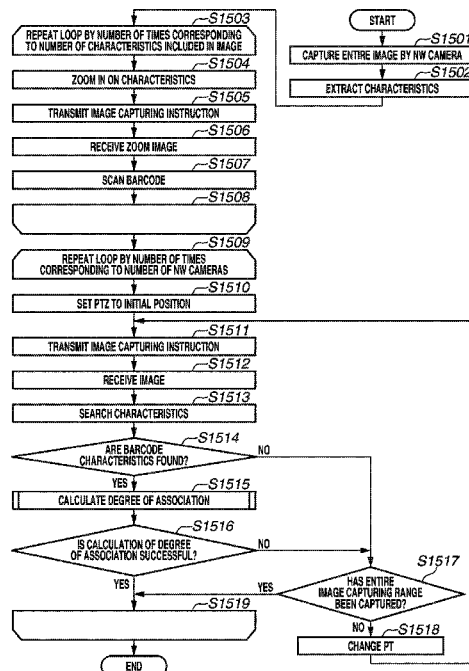 START
S1501
CAPTURE ENTIRE IMAGE BY NW CAMERA
S1502
EXTRACT CHARACTERISTICS
S1503
REPEAT LOOP BY NUMBER OF TIMES CORRESPONDING
TO NUMBER OF CHARACTERISTICS INCLUDED IN IMAGE
S1504
ZOOM IN ON CHARACTERISTICS
S1505
TRANSMIT IMAGE CAPTURING INSTRUCTION
S1506
RECEIVE ZOOM IMAGE
S1507
SCAN BARCODE
S1508
S1509
REPEAT LOOP BY NUMBER OF TIMES
CORRESPONDING TO NUMBER OF NW CAMERAS
S1510
SET PTZ TO INITIAL POSITION
S1511
TRANSMIT IMAGE CAPTURING INSTRUCTION
S1512
RECEIVE IMAGE
S1513
SEARCH CHARACTERISTICS
S1514
ARE BARCODE
CHARACTERISTICS FOUND?
NO
YES
S1515
CALCULATE DEGREE OF ASSOCIATION
S1516
IS CALCULATION OF DEGREE
OF ASSOCIATION SUCCESSFUL?
NO
YES
S1517
HAS ENTIRE
IMAGE CAPTURING RANGE
BEEN CAPTURED?
YES
NO
S1518
CHANGE PT
S1519
END